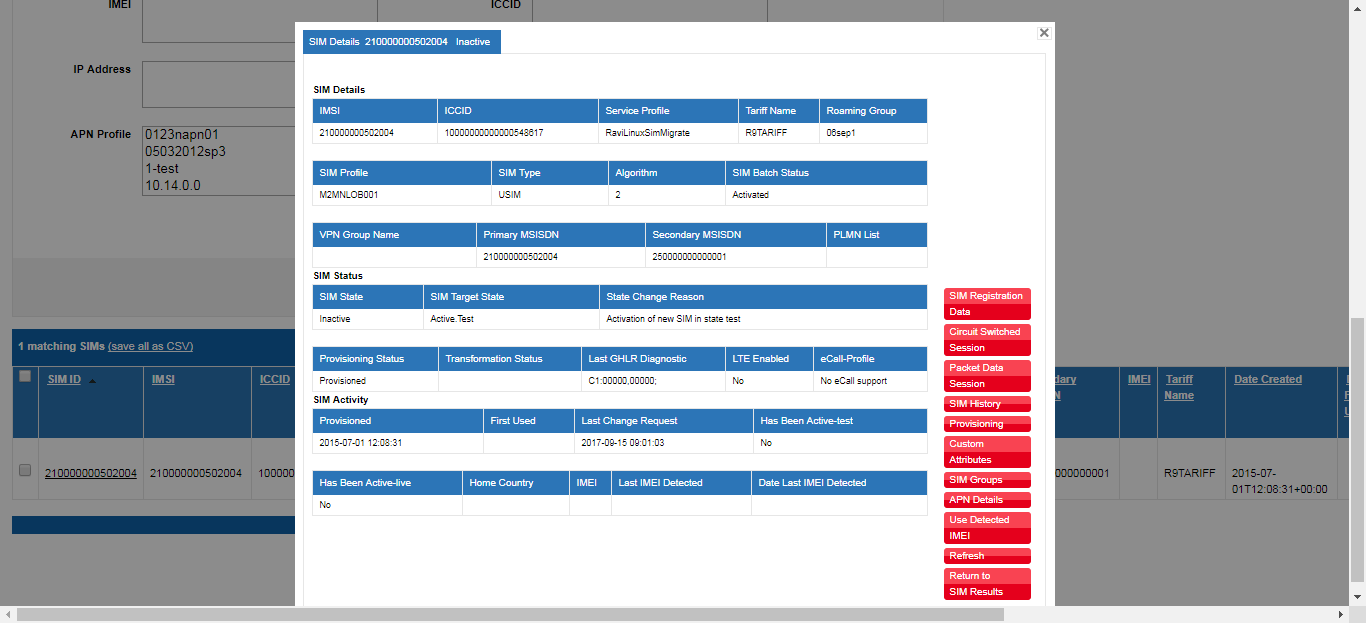 IMEI
ICCID
IP Address
APN Profile
0123napn01
05032012sp3
1-test
10.14.0.0
1 matching SIMs (save all as CSV)
SIM ID IMSI ICCID
210000000502004 210000000502004 10000
SIM Details 210000000502004 Inactive
SIM Details
IMSI ICCID Service Profile Tariff Name Roaming Group
210000000502004 10000000000000548617 RaviLinuxSimMigrate R9TARIFF 06sep1
SIM Profile SIM Type Algorithm SIM Batch Status
M2MNLOB001 USIM 2 Activated
VPN Group Name Primary MSISDN Secondary MSISDN PLMN List
210000000502004 250000000000001
SIM Status
SIM State SIM Target State State Change Reason
Inactive Active.Test Activation of new SIM in state test
Provisioning Status Transformation Status Last GHLR Diagnostic LTE Enabled eCall-Profile
Provisioned C1:00000,00000; No No eCall support
SIM Activity
Provisioned First Used Last Change Request Has Been Active-test
2015-07-01 12:08:31 2017-09-15 09:01:03 No
Has Been Active-live Home Country IMEI Last IMEI Detected Date Last IMEI Detected
No
SIM Registration
Data
Circuit Switched
Session
Packet Data
Session
SIM History
Provisioning
Custom
Attributes
SIM Groups
APN Details
Use Detected
IMEI
Refresh
Return to
SIM Results
dary IMEI Tariff Date Created
N Name
000000001 R9TARIFF 2015-07-
01T12:08:31+00:00